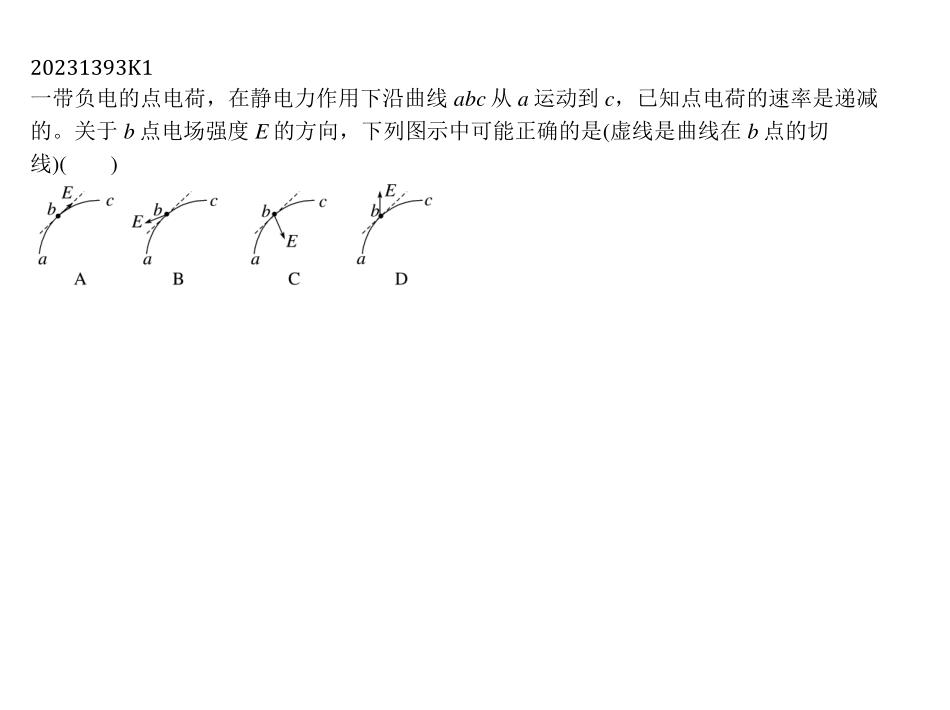 20231393K1
一带负电的点电荷，在静电力作用下沿曲线 abc 从 a 运动到 c，已知点电荷的速率是递减
的。关于 b 点电场强度 E 的方向，下列图示中可能正确的是(虚线是曲线在 b 点的切
线)(　　)
E b c a
b c E a
b c E a
E b c a
A B C D